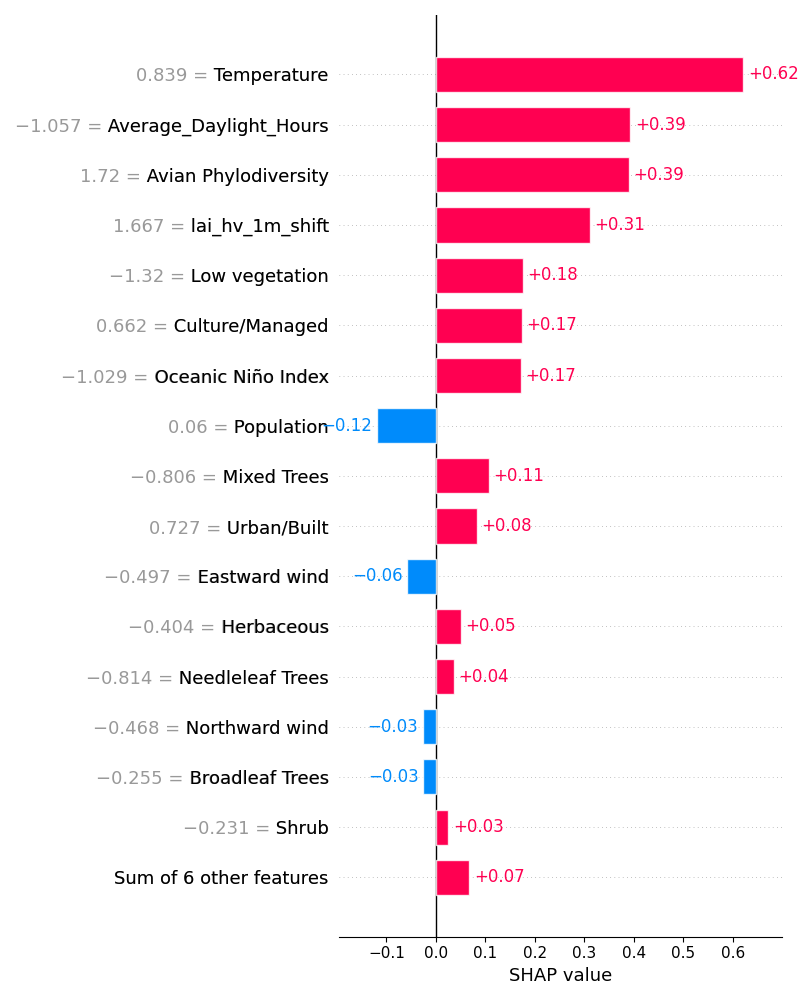 0.839 = Temperature +0.62
−1.057 = Average_Daylight_Hours +0.39
1.72 = Avian Phylodiversity +0.39
1.667 = lai_hv_1m_shift +0.31
−1.32 = Low vegetation +0.18
0.662 = Culture/Managed +0.17
−1.029 = Oceanic Niño Index +0.17
0.06 = Population −0.12
−0.806 = Mixed Trees +0.11
0.727 = Urban/Built +0.08
−0.497 = Eastward wind −0.06
−0.404 = Herbaceous +0.05
−0.814 = Needleleaf Trees +0.04
−0.468 = Northward wind −0.03
−0.255 = Broadleaf Trees −0.03
−0.231 = Shrub +0.03
Sum of 6 other features +0.07
−0.1 0.0 0.1 0.2 0.3 0.4 0.5 0.6
SHAP value